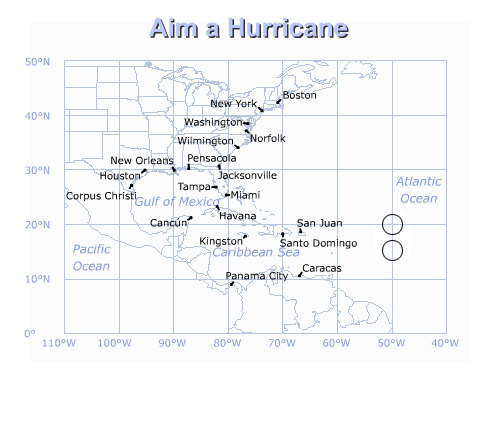 Aim a Hurricane
50°N
Boston
New York
40°N
Washington
Norfolk
Wilmington
New Orleans
Pensacola
30°N
Houston
Jacksonville
Atlantic
Ocean
Tampa
Miami
Corpus Christi
Gulf of Mexico
Havana
20°N
Cancún
San Juan
Kingston
Santo Domingo
Pacific
Ocean
Caribbean Sea
Caracas
10°N
Panama City
0°
110°W 100°W 90°W 80°W 70°W 60°W 50°W 40°W